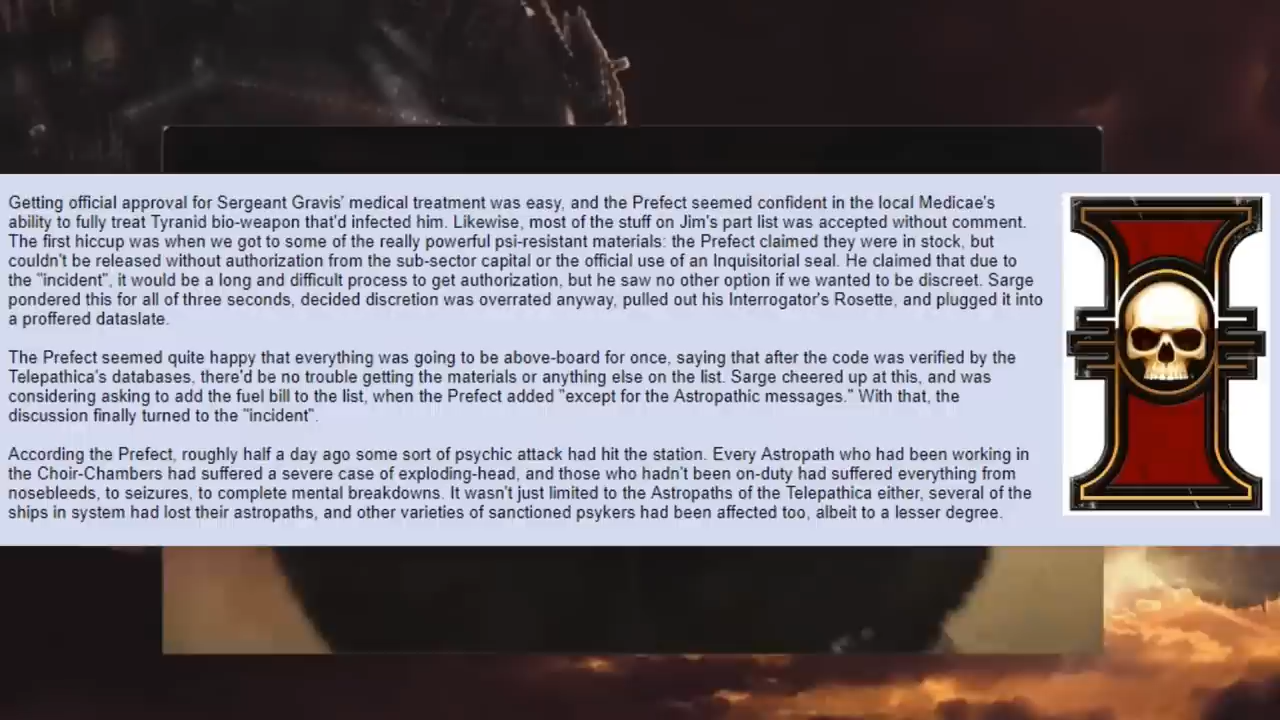 Getting official approval for Sergeant Gravis' medical treatment was easy, and the Prefect seemed confident in the local Medicae's
ability to fully treat Tyranid bio-weapon that'd infected him. Likewise, most of the stuff on Jim's part list was accepted without comment.
The first hiccup was when we got to some of the really powerful psi-resistant materials: the Prefect claimed they were in stock, but
couldn't be released without authorization from the sub-sector capital or the official use of an Inquisitorial seal. He claimed that due to
the "incident", it would be a long and difficult process to get authorization, but he saw no other option if we wanted to be discreet. Sarge
pondered this for all of three seconds, decided discretion was overrated anyway, pulled out his Interrogator's Rosette, and plugged it into
a proffered dataslate.
The Prefect seemed quite happy that everything was going to be above-board for once, saying that after the code was verified by the
Telepathica's databases, there'd be no trouble getting the materials or anything else on the list. Sarge cheered up at this, and was
considering asking to add the fuel bill to the list, when the Prefect added "except for the Astropathic messages." With that, the
discussion finally turned to the "incident".
According the Prefect, roughly half a day ago some sort of psychic attack had hit the station. Every Astropath who had been working in
the Choir-Chambers had suffered a severe case of exploding-head, and those who hadn't been on-duty had suffered everything from
nosebleeds, to seizures, to complete mental breakdowns. It wasn't just limited to the Astropaths of the Telepathica either, several of the
ships in system had lost their astropaths, and other varieties of sanctioned psykers had been affected too, albeit to a lesser degree.